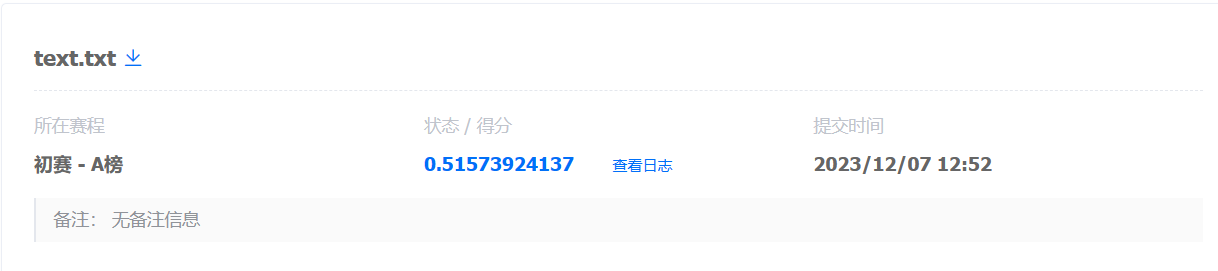 text.txt
所在赛程 状态 / 得分 提交时间
初赛 - A榜 0.51573924137 查看日志 2023/12/07 12:52
备注： 无备注信息